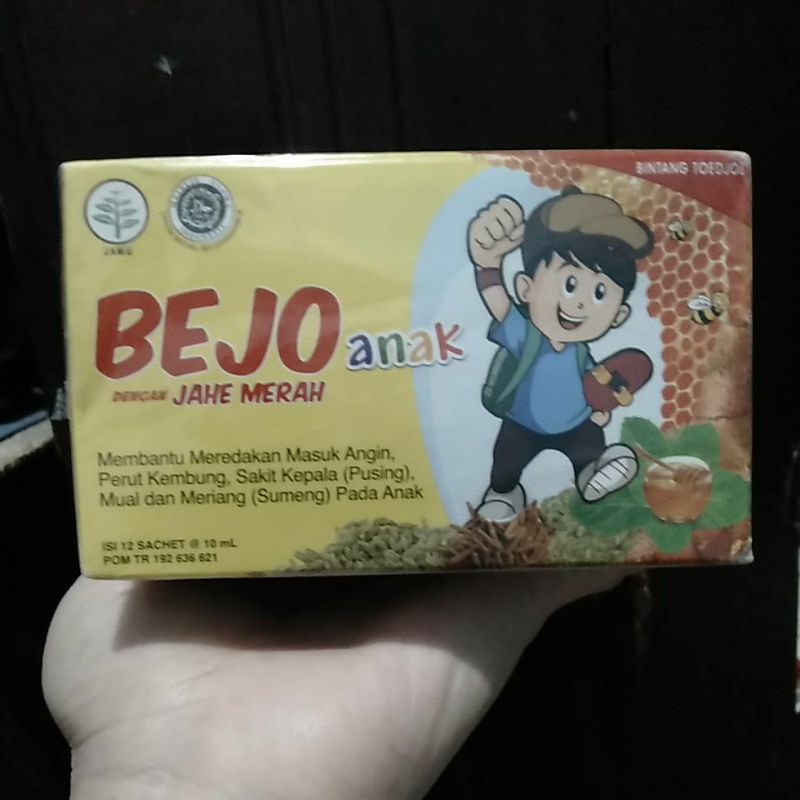 BINTANG TOEDJOE
JAMU
BEJO anak
DENGAN JAHE MERAH
Membantu Meredakan Masuk Angin,
Perut Kembung, Sakit Kepala (Pusing),
Mual dan Meriang (Sumeng) Pada Anak
ISI 12 SACHET @ 10 mL
POM TR 192 636 621